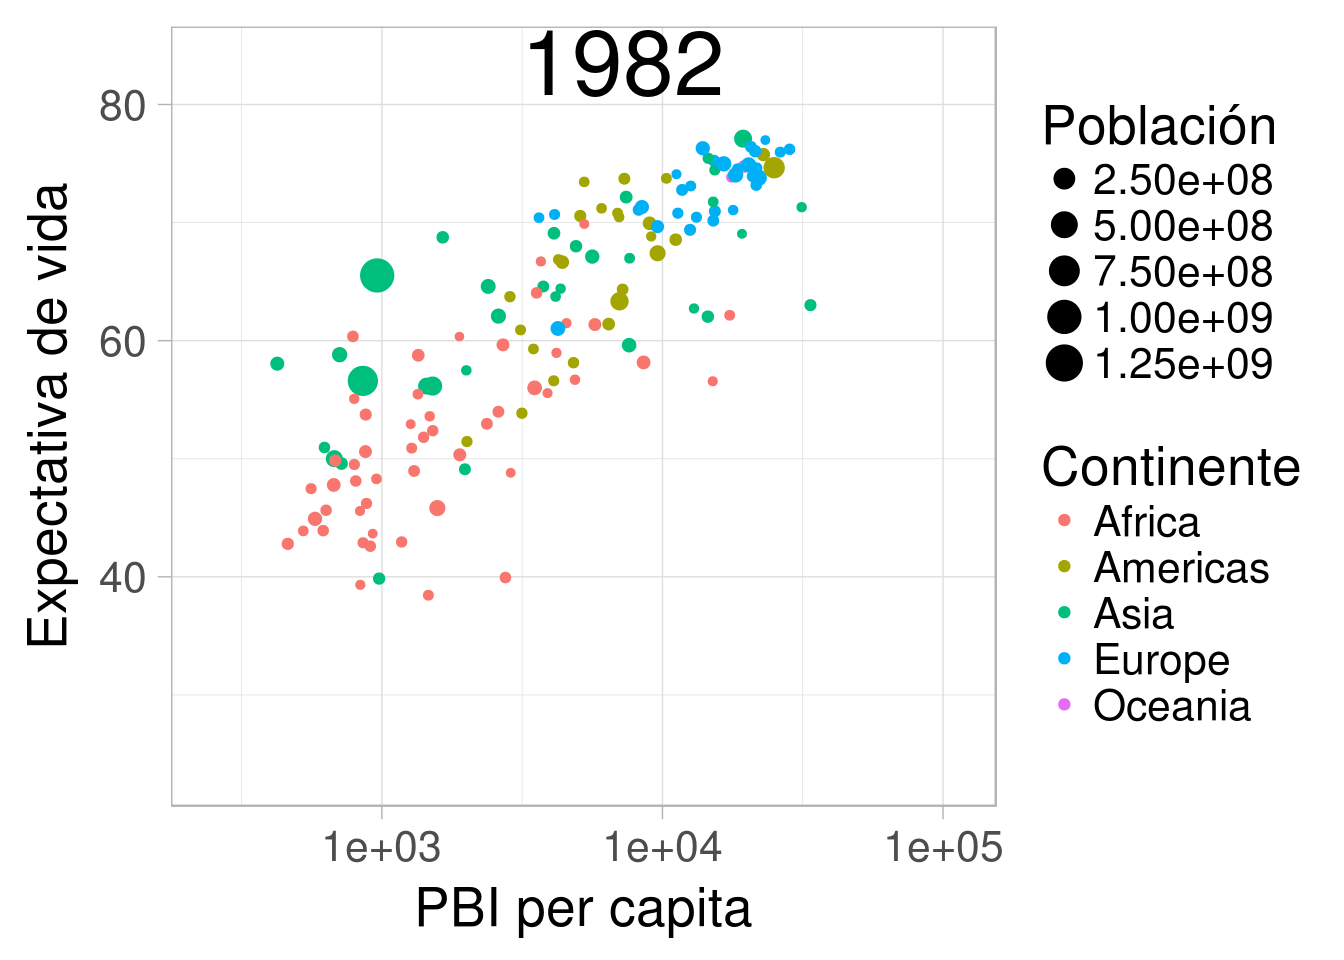 1982
80
60
40
Expectativa de vida
1e+03
1e+04
1e+05
PBI per capita
Población
2.50e+08
5.00e+08
7.50e+08
1.00e+09
1.25e+09
Continente
Africa
Americas
Asia
Europe
Oceania